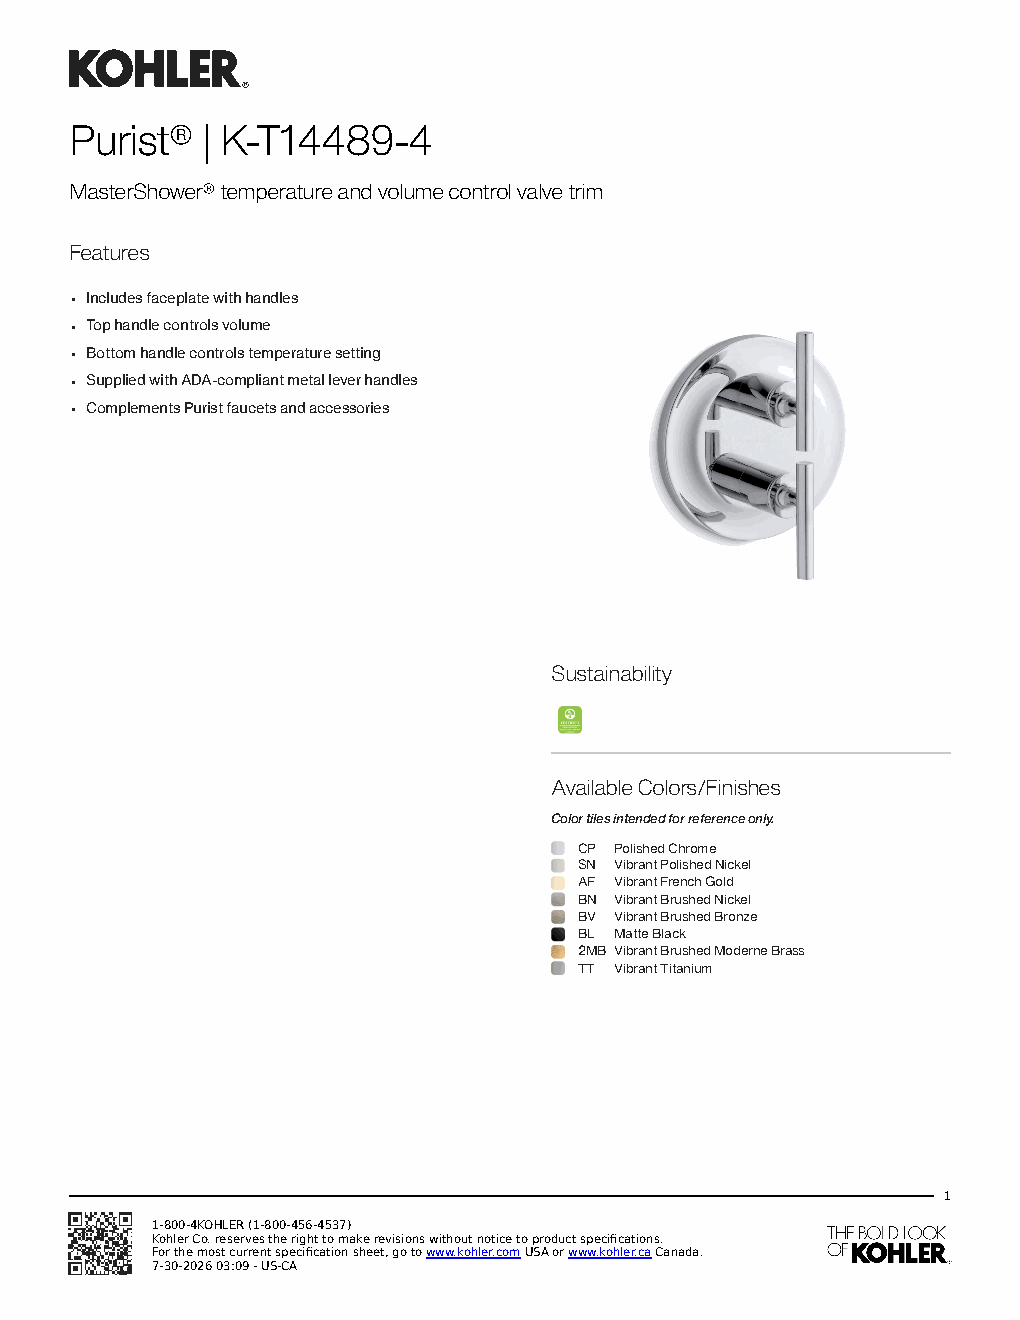 KOHLER®
Purist® | K-T14489-4
MasterShower® temperature and volume control valve trim
Features
• Includes faceplate with handles
• Top handle controls volume
• Bottom handle controls temperature setting
• Supplied with ADA-compliant metal lever handles
• Complements Purist faucets and accessories
Sustainability
Available Colors/Finishes
Color tiles intended for reference only.
CP Polished Chrome
SN Vibrant Polished Nickel
AF Vibrant French Gold
BN Vibrant Brushed Nickel
BV Vibrant Brushed Bronze
BL Matte Black
2MB Vibrant Brushed Moderne Brass
TT Vibrant Titanium
1
1-800-4KOHLER (1-800-456-4537)
Kohler Co. reserves the right to make revisions without notice to product specifications.
For the most current specification sheet, go to www.kohler.com USA or www.kohler.ca Canada.
7-30-2026 03:09 - US-CA
THE BOLD LOOK
OF KOHLER®